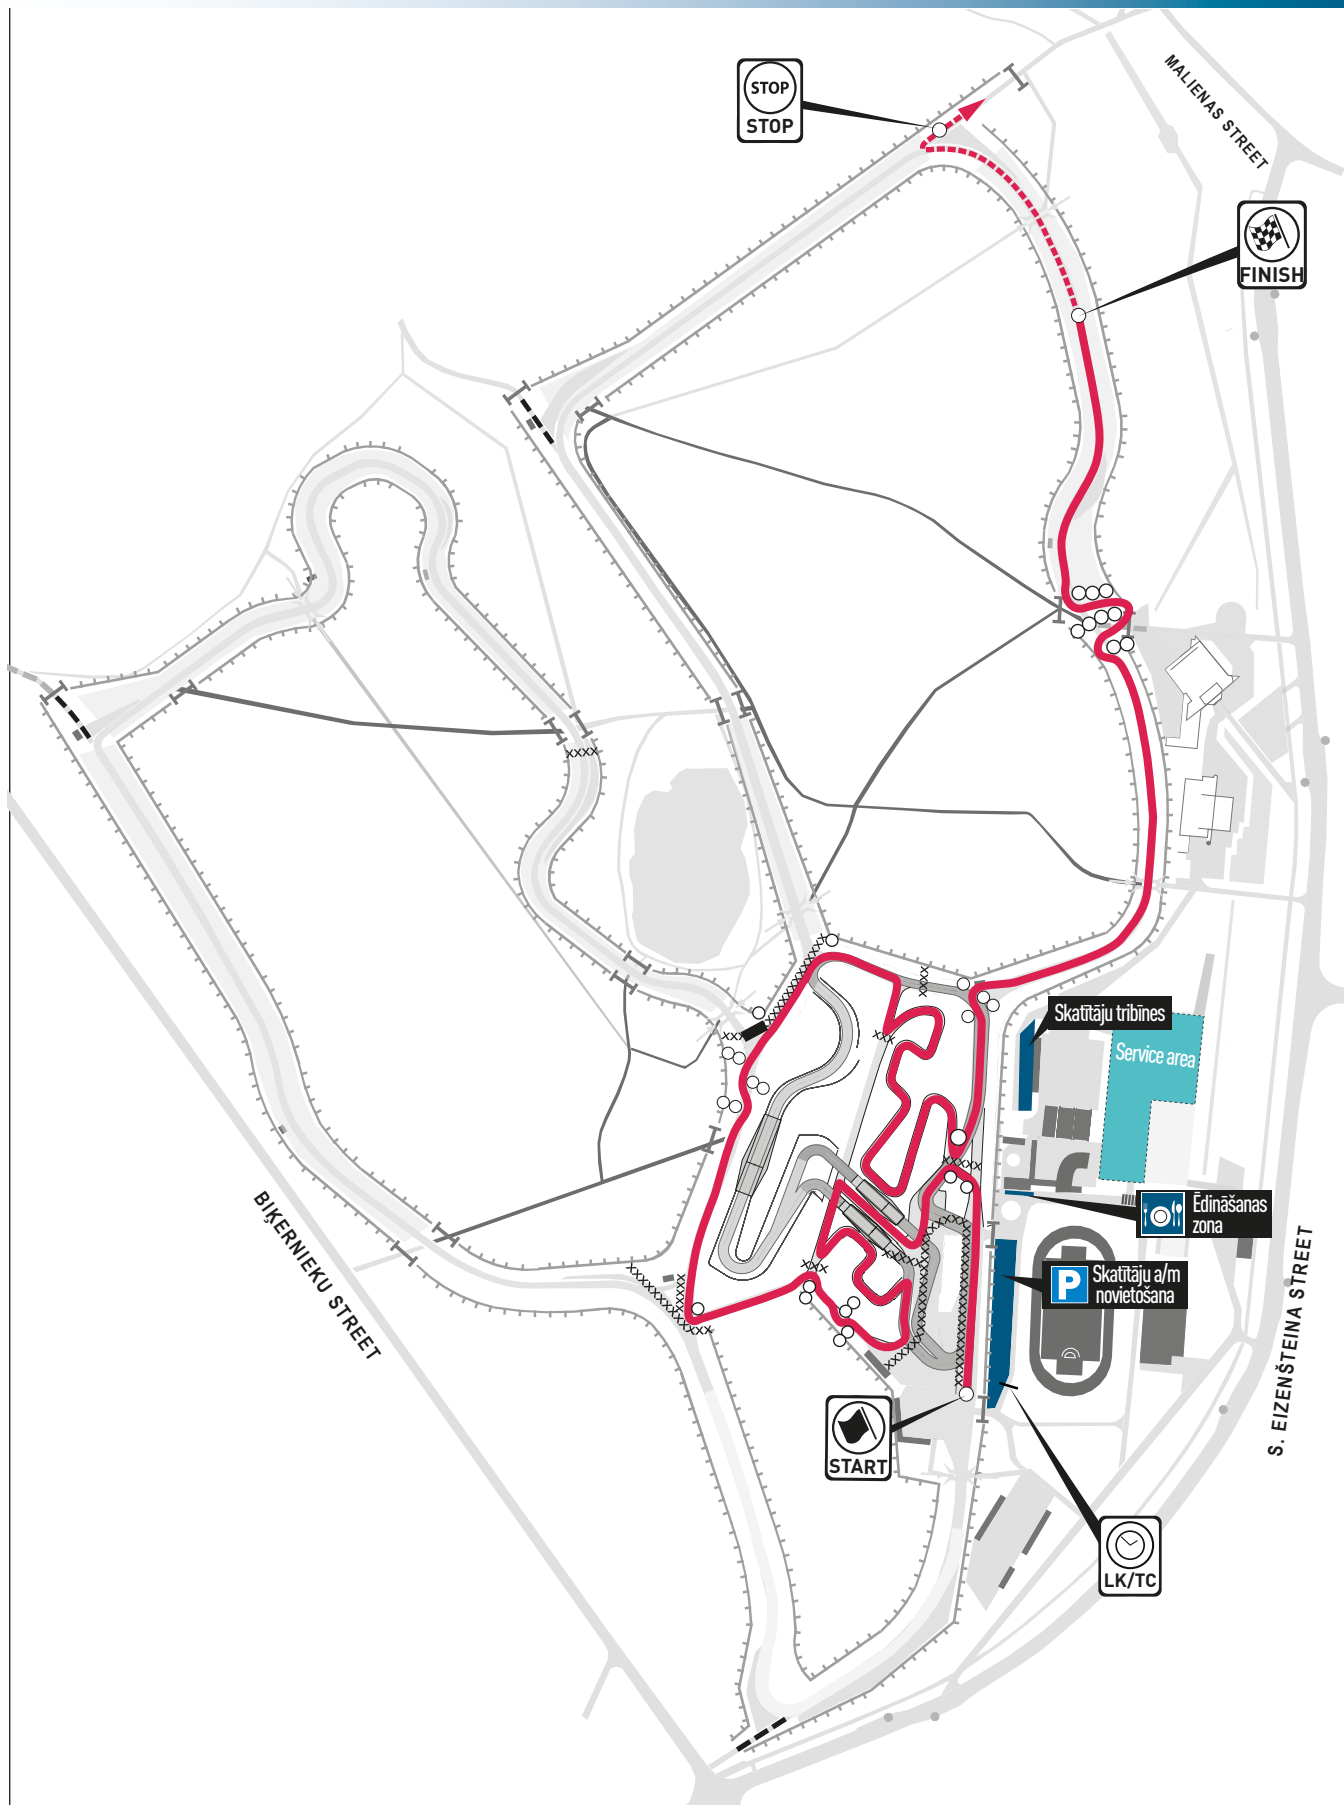 STOP
STOP
MALIENAS STREET
FINISH
Skatītāju tribīnes
Service area
Ēdināšanas
zona
P
Skatītāju a/m
novietošana
BIĶERNIEKU STREET
S. EIZENŠTEINA STREET
START
LK/TC